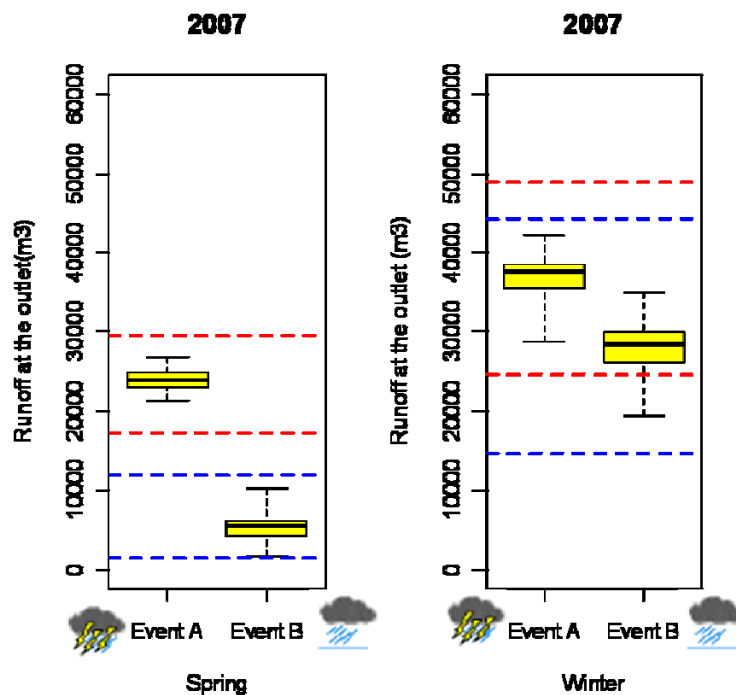 2007
Runoff at the outlet(m3)
60000
50000
40000
30000
20000
10000
0
Event A Event B
Spring
2007
Runoff at the outlet (m3)
60000
50000
40000
30000
20000
10000
0
Event A Event B
Winter